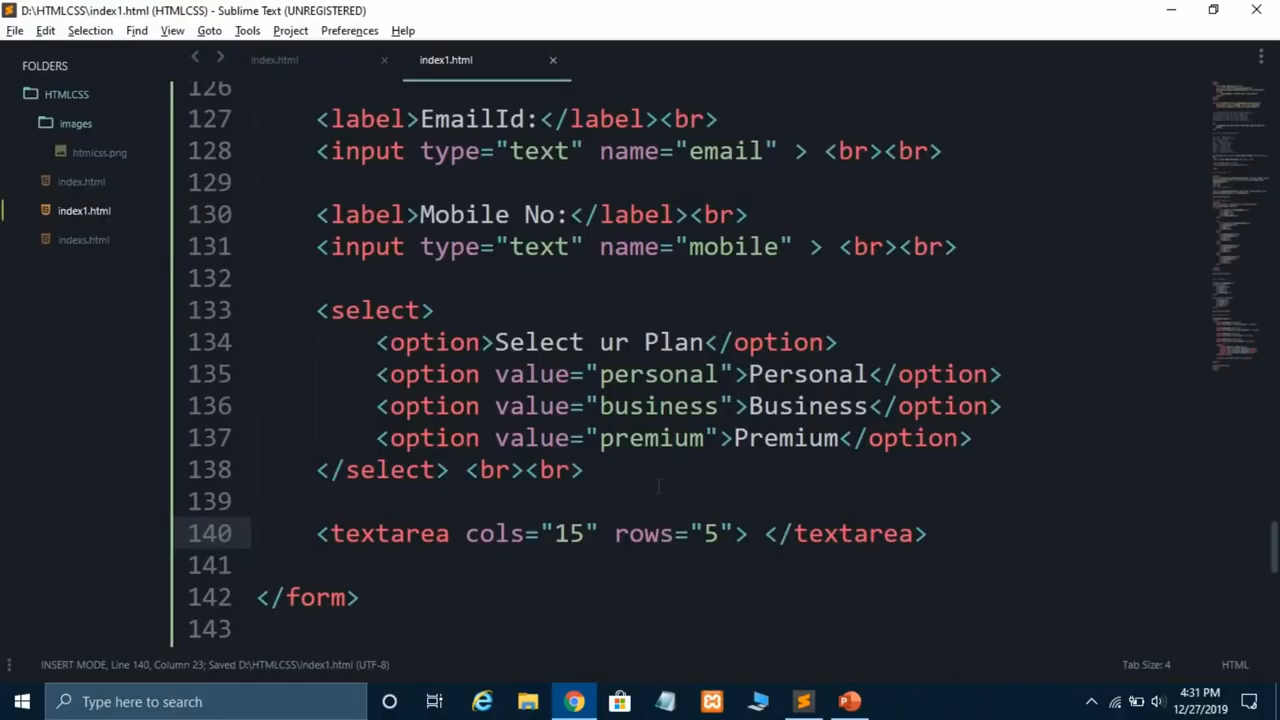 D:\HTMLCSS\index1.html (HTMLCSS) - Sublime Text (UNREGISTERED)
File Edit Selection Find View Goto Tools Project Preferences Help
FOLDERS
HTMLCSS
images
htmlcss.png
index.html
index1.html
indexs.html
index.html
index1.html
126
127 <label>EmailId:</label><br>
128 <input type="text" name="email" > <br><br>
129
130 <label>Mobile No:</label><br>
131 <input type="text" name="mobile" > <br><br>
132
133 <select>
134 <option>Select ur Plan</option>
135 <option value="personal">Personal</option>
136 <option value="business">Business</option>
137 <option value="premium">Premium</option>
138 </select> <br><br>
139
140 <textarea cols="15" rows="5"> </textarea>
141
142 </form>
143
INSERT MODE, Line 140, Column 23; Saved D:\HTMLCSS\index1.html (UTF-8) Tab Size: 4 HTML
Type here to search
4:31 PM
12/27/2019